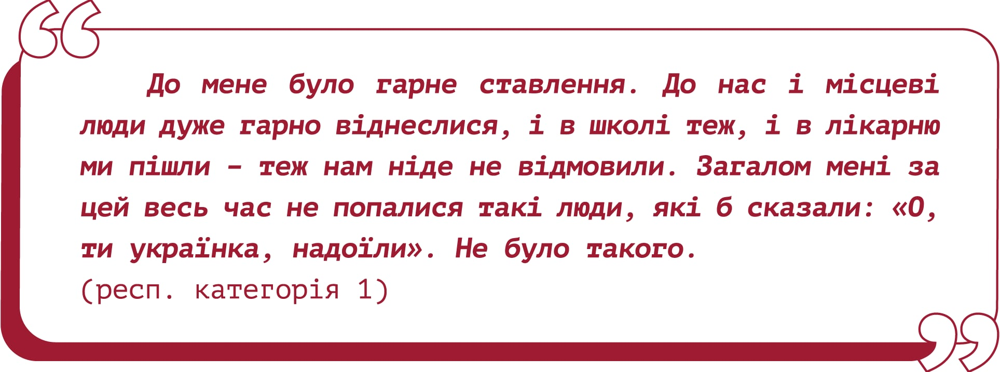 До мене було гарне ставлення. До нас і місцеві
люди дуже гарно віднеслися, і в школі теж, і в лікарню
ми пішли – теж нам ніде не відмовили. Загалом мені за
цей весь час не попалися такі люди, які б сказали: «О,
ти українка, надоїли». Не було такого.
(респ. категорія 1)